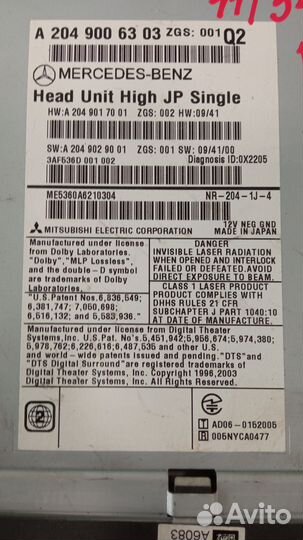 11/5
A 204 900 63 03 ZGS: 001 Q2
MERCEDES-BENZ
Head Unit High JP Single
HW:A 204 901 70 01 ZGS: 002 HW:09/41
SW:A 204 902 90 01 ZGS: 001 SW: 09/41/00
3AF536D 001 002 Diagnosis ID:0X2205
ME5360A6210304 NR-204-1J-4
MITSUBISHI ELECTRIC CORPORATION 12V NEG GND
MADE IN JAPAN
Manufactured under license
from Dolby Laboratories.
"Dolby", "MLP Lossless",
and the double-D symbol
are trademarks of Dolby
Laboratories.
"U.S.Patent Nos. 6,836,549;
6,381,747; 7,050,698;
6,516,132; and 5,583,936."
DANGER
INVISIBLE LASER RADIATION
WHEN OPENED AND INTERLOCK
FAILED OR DEFEATED. AVOID
DIRECT EXPOSURE TO BEAM.
CLASS 1 LASER PRODUCT
PRODUCT COMPLIES WITH
DHHS RULES 21 CFR
SUBCHAPTER J PART 1040:10
AT DATE OF MANUFACTURE.
Manufactured under license from Digital Theater
Systems,Inc. U.S. Pat. No's. 5,451,942; 5,956,674; 5,974,380;
5,978,762; 6,226,616; 6,487,535 and other U.S.
and world-wide patents issued and pending. "DTS" and
"DTS Digital Surround" are registered trademarks of
Digital Theater Systems,Inc. Copyright 1996, 2003
Digital Theater Systems,Inc. All Rights Reserved.
2
T AD06-0152005
R 005NYCA0477
A6083
Avito